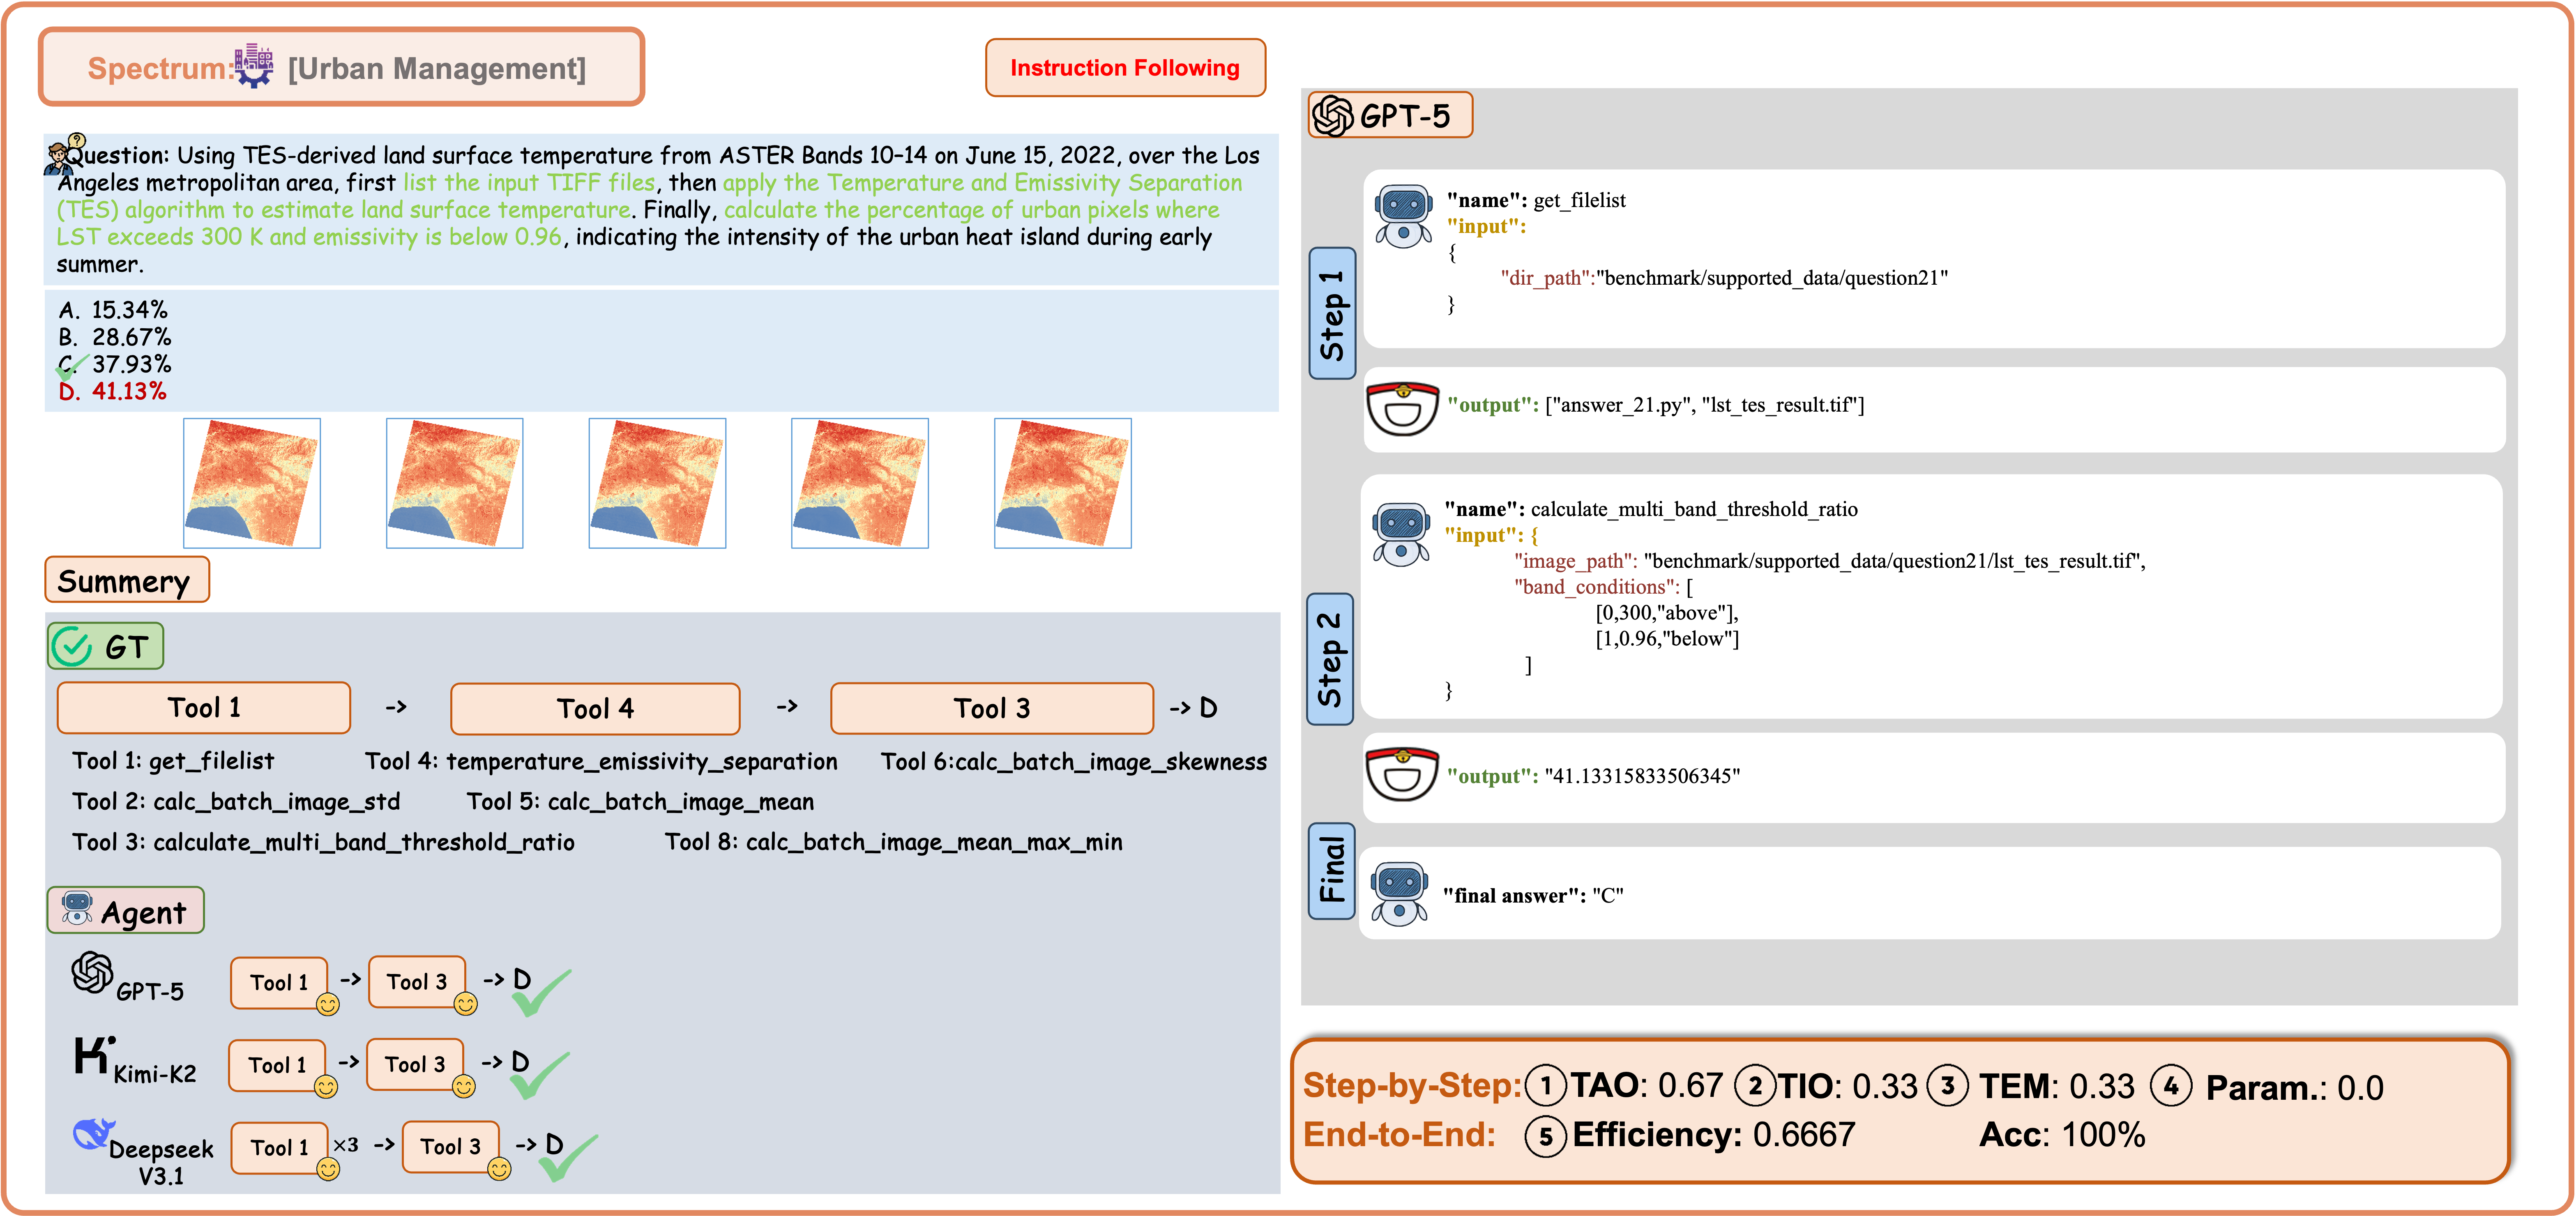 Spectrum: [Urban Management]
Instruction Following
Question: Using TES-derived land surface temperature from ASTER Bands 10–14 on June 15, 2022, over the Los
Angeles metropolitan area, first list the input TIFF files, then apply the Temperature and Emissivity Separation
(TES) algorithm to estimate land surface temperature. Finally, calculate the percentage of urban pixels where
LST exceeds 300 K and emissivity is below 0.96, indicating the intensity of the urban heat island during early
summer.
A. 15.34%
B. 28.67%
C. 37.93%
D. 41.13%
Summery
GT
Tool 1 -> Tool 4 -> Tool 3 -> D
Tool 1: get_filelist Tool 4: temperature_emissivity_separation Tool 6:calc_batch_image_skewness
Tool 2: calc_batch_image_std Tool 5: calc_batch_image_mean
Tool 3: calculate_multi_band_threshold_ratio Tool 8: calc_batch_image_mean_max_min
Agent
GPT-5 Tool 1 -> Tool 3 -> D
Kimi-K2 Tool 1 -> Tool 3 -> D
Deepseek V3.1 Tool 1 ×3 -> Tool 3 -> D
GPT-5
Step 1
"name": get_filelist
"input":
{
"dir_path":"benchmark/supported_data/question21"
}
"output": ["answer_21.py", "lst_tes_result.tif"]
Step 2
"name": calculate_multi_band_threshold_ratio
"input": {
"image_path": "benchmark/supported_data/question21/lst_tes_result.tif",
"band_conditions": [
[0,300,"above"],
[1,0.96,"below"]
]
}
"output": "41.13315833506345"
Final
"final answer": "C"
Step-by-Step: 1 TAO: 0.67 2 TIO: 0.33 3 TEM: 0.33 4 Param.: 0.0
End-to-End: 5 Efficiency: 0.6667 Acc: 100%